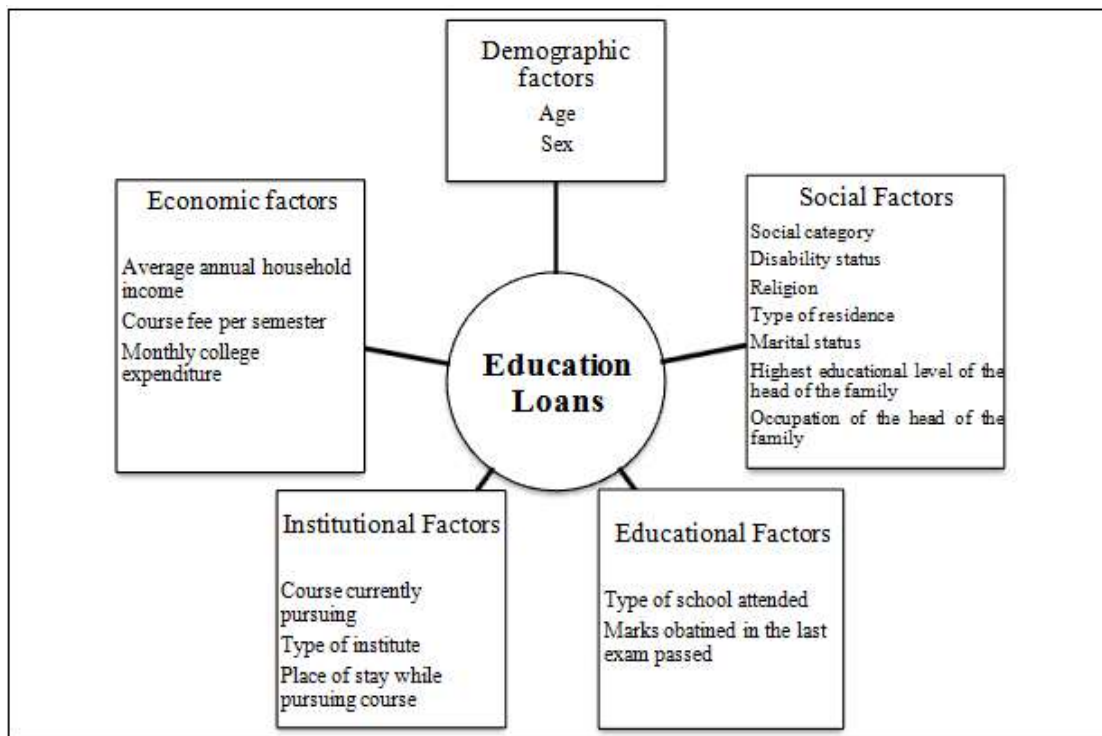 Demographic
factors
Age
Sex
Economic factors
Average annual household
income
Course fee per semester
Monthly college
expenditure
Social Factors
Social category
Disability status
Religion
Type of residence
Marital status
Highest educational level of the
head of the family
Occupation of the head of the
family
Education
Loans
Institutional Factors
Course currently
pursuing
Type of institute
Place of stay while
pursuing course
Educational Factors
Type of school attended
Marks obatined in the last
exam passed